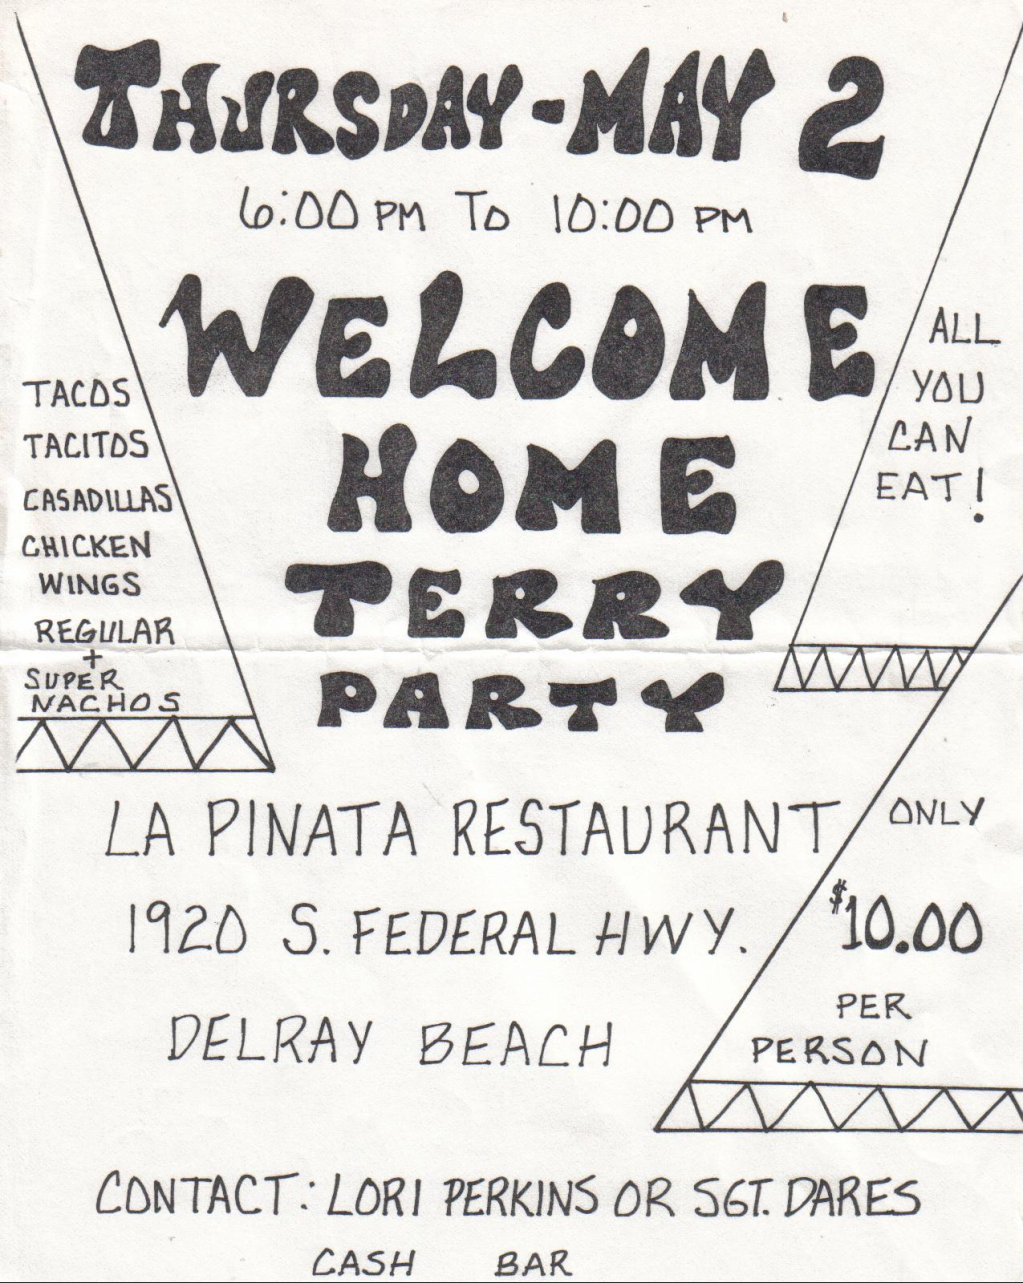 THURSDAY-MAY 2
6:00 PM TO 10:00 PM
WELCOME
HOME
TERRY
PARTY
TACOS
TACITOS
CASADILLAS
CHICKEN
WINGS
REGULAR
+
SUPER
NACHOS
ALL
YOU
CAN
EAT!
LA PINATA RESTAURANT
1920 S. FEDERAL HWY.
DELRAY BEACH
ONLY
$10.00
PER
PERSON
CONTACT: LORI PERKINS OR SGT. DARES
CASH BAR